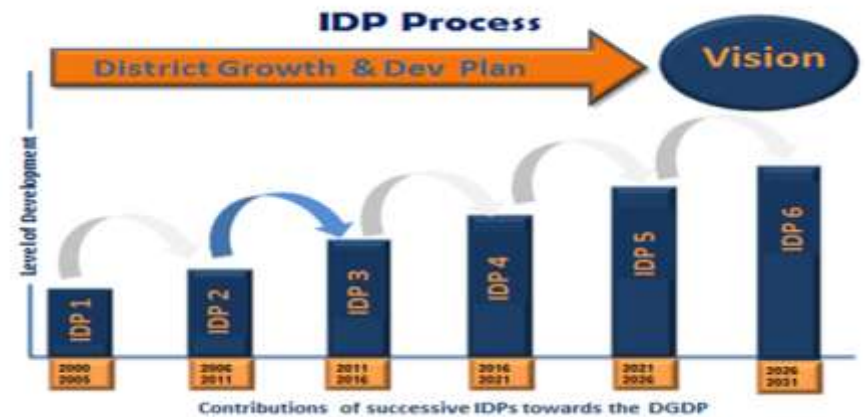 IDP Process
District Growth & Dev Plan
Vision
Level of Development
IDP 1
IDP 2
IDP 3
IDP 4
IDP 5
IDP 6
2000
2005
2006
2011
2011
2016
2016
2021
2021
2026
2026
2031
Contributions of successive IDPs towards the DGDP